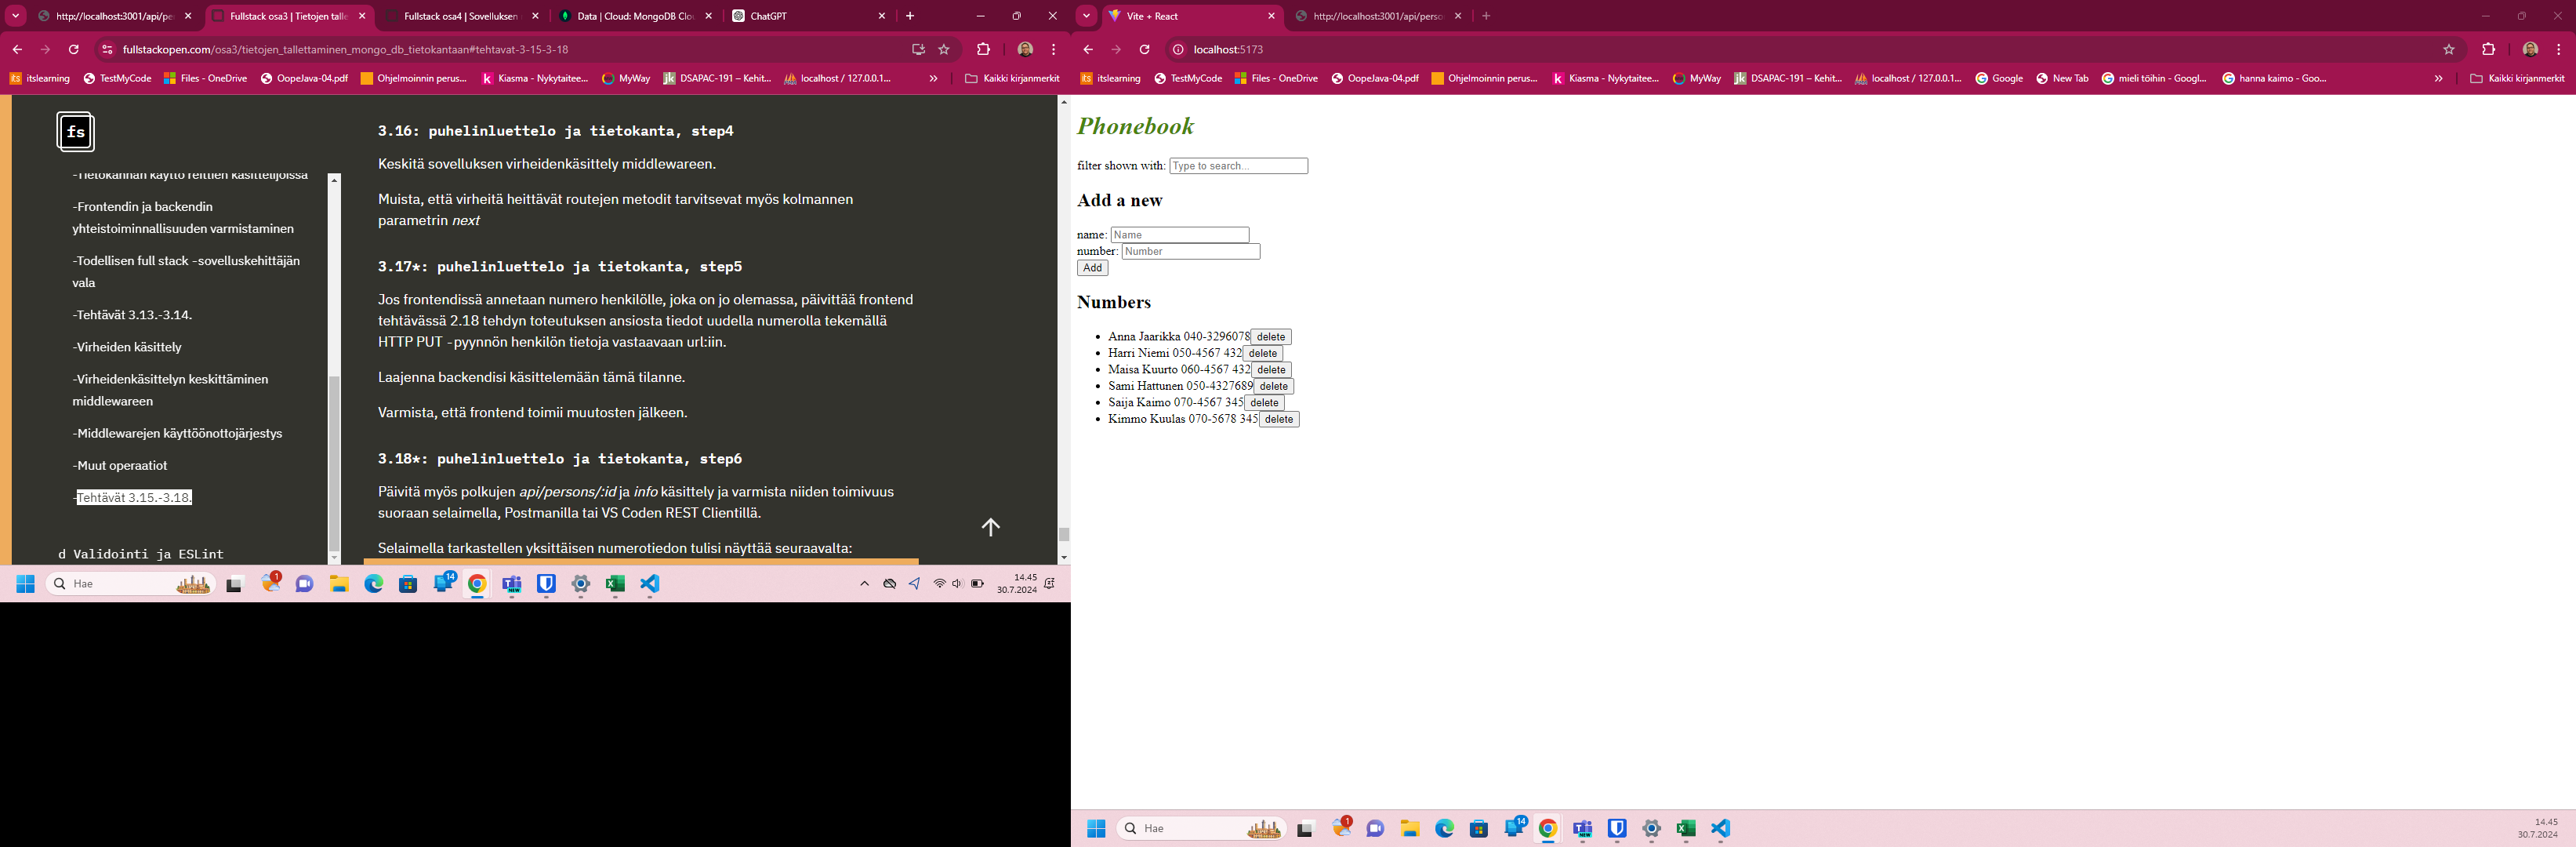 http://localhost:3001/api/per
Fullstack osa3 | Tietojen talle
Fullstack osa4 | Sovelluksen
Data | Cloud: MongoDB Clou
ChatGPT
fullstackopen.com/osa3/tietojen_tallettaminen_mongo_db_tietokantaan#tehtavat-3-15-3-18
itslearning
TestMyCode
Files - OneDrive
OopeJava-04.pdf
Ohjelmoinnin perus...
Kiasma - Nykytaitee...
MyWay
DSAPAC-191 – Kehit...
localhost / 127.0.0.1...
Kaikki kirjanmerkit
fs
-Tietokannan käyttö reittien käsittelijöissä
-Frontendin ja backendin
yhteistoiminnallisuuden varmistaminen
-Todellisen full stack -sovelluskehittäjän
vala
-Tehtävät 3.13.-3.14.
-Virheiden käsittely
-Virheidenkäsittelyn keskittäminen
middlewareen
-Middlewarejen käyttöönottojärjestys
-Muut operaatiot
-Tehtävät 3.15.-3.18.
d Validointi ja ESLint
3.16: puhelinluettelo ja tietokanta, step4
Keskitä sovelluksen virheidenkäsittely middlewareen.
Muista, että virheitä heittävät routejen metodit tarvitsevat myös kolmannen
parametrin next
3.17*: puhelinluettelo ja tietokanta, step5
Jos frontendissä annetaan numero henkilölle, joka on jo olemassa, päivittää frontend
tehtävässä 2.18 tehdyn toteutuksen ansiosta tiedot uudella numerolla tekemällä
HTTP PUT -pyynnön henkilön tietoja vastaavaan url:iin.
Laajenna backendisi käsittelemään tämä tilanne.
Varmista, että frontend toimii muutosten jälkeen.
3.18*: puhelinluettelo ja tietokanta, step6
Päivitä myös polkujen api/persons/:id ja info käsittely ja varmista niiden toimivuus
suoraan selaimella, Postmanilla tai VS Coden REST Clientillä.
Selaimella tarkastellen yksittäisen numerotiedon tulisi näyttää seuraavalta:
Hae
1
14
NEW
14.45
30.7.2024
Vite + React
http://localhost:3001/api/perso
localhost:5173
itslearning
TestMyCode
Files - OneDrive
OopeJava-04.pdf
Ohjelmoinnin perus...
Kiasma - Nykytaitee...
MyWay
DSAPAC-191 – Kehit...
localhost / 127.0.0.1...
Google
New Tab
mieli töihin - Googl...
hanna kaimo - Goo...
Kaikki kirjanmerkit
Phonebook
filter shown with: Type to search...
Add a new
name: Name
number: Number
Add
Numbers
Anna Jaarikka 040-3296078 delete
Harri Niemi 050-4567 432 delete
Maisa Kuurto 060-4567 432 delete
Sami Hattunen 050-4327689 delete
Saija Kaimo 070-4567 345 delete
Kimmo Kuulas 070-5678 345 delete
Hae
1
14
NEW
14.45
30.7.2024